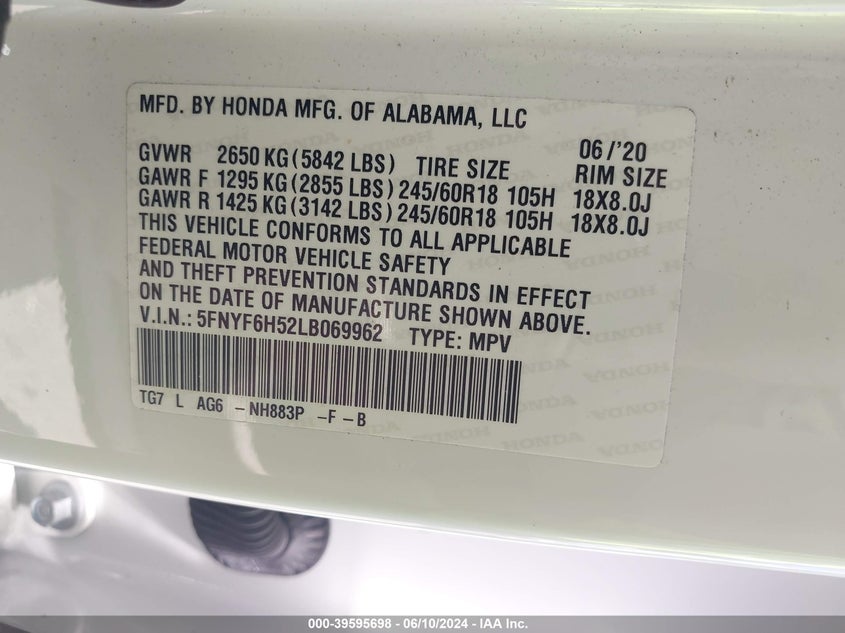 MFD. BY HONDA MFG. OF ALABAMA, LLC
06/'20
GVWR 2650 KG (5842 LBS) TIRE SIZE RIM SIZE
GAWR F 1295 KG (2855 LBS) 245/60R18 105H 18X8.0J
GAWR R 1425 KG (3142 LBS) 245/60R18 105H 18X8.0J
THIS VEHICLE CONFORMS TO ALL APPLICABLE
FEDERAL MOTOR VEHICLE SAFETY
AND THEFT PREVENTION STANDARDS IN EFFECT
ON THE DATE OF MANUFACTURE SHOWN ABOVE.
V.I.N.: 5FNYF6H52LB069962 TYPE: MPV
TG7 L AG6 - NH883P - F - B
000-39595698 - 06/10/2024 - IAA Inc.